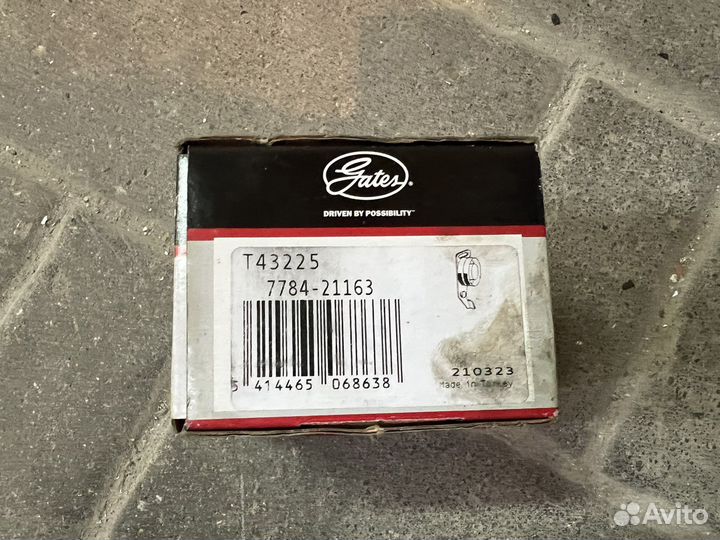 Gates
DRIVEN BY POSSIBILITY™
T43225
7784-21163
5 414465 068638
210323
Made in Turkey
Avito